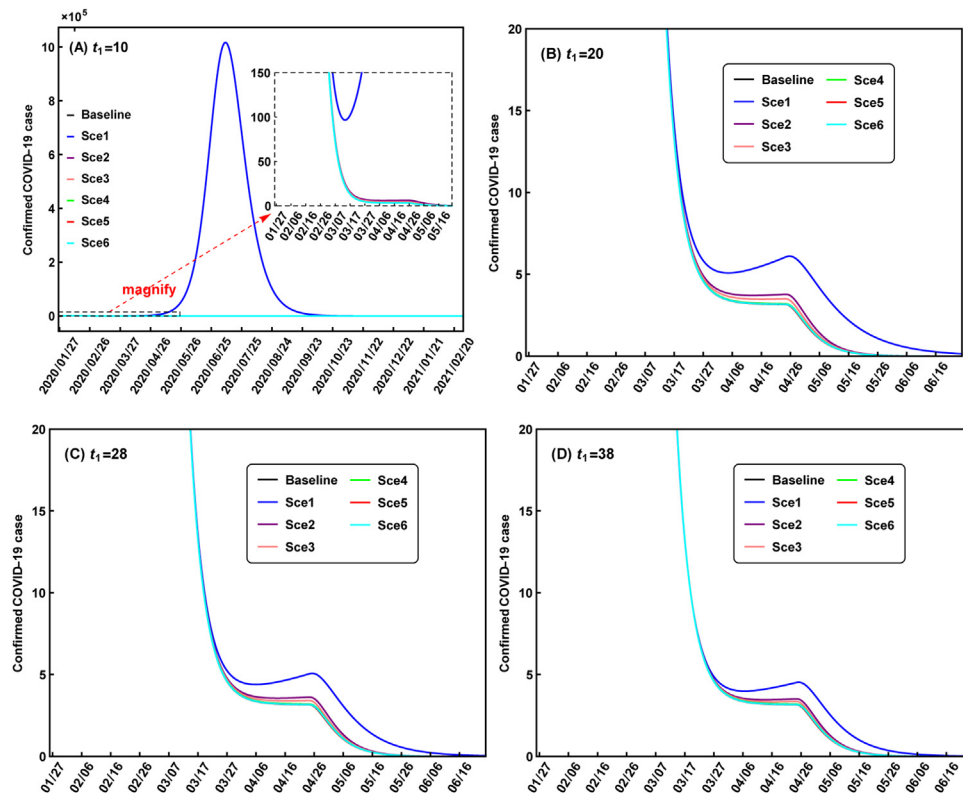 ×10⁵
(A) t₁=10
Confirmed COVID-19 case
10
8
6
4
2
0
Baseline
Sce1
Sce2
Sce3
Sce4
Sce5
Sce6
magnify
150
100
50
0
01/27
02/06
02/16
02/26
03/07
03/17
03/27
04/06
04/16
04/26
05/06
05/16
2020/01/27
2020/02/26
2020/03/27
2020/04/26
2020/05/26
2020/06/25
2020/07/25
2020/08/24
2020/09/23
2020/10/23
2020/11/22
2020/12/22
2021/01/21
2021/02/20
(B) t₁=20
Confirmed COVID-19 case
20
15
10
5
0
Baseline
Sce1
Sce2
Sce3
Sce4
Sce5
Sce6
01/27
02/06
02/16
02/26
03/07
03/17
03/27
04/06
04/16
04/26
05/06
05/16
05/26
06/06
06/16
(C) t₁=28
Confirmed COVID-19 case
20
15
10
5
0
Baseline
Sce1
Sce2
Sce3
Sce4
Sce5
Sce6
01/27
02/06
02/16
02/26
03/07
03/17
03/27
04/06
04/16
04/26
05/06
05/16
05/26
06/06
06/16
(D) t₁=38
Confirmed COVID-19 case
20
15
10
5
0
Baseline
Sce1
Sce2
Sce3
Sce4
Sce5
Sce6
01/27
02/06
02/16
02/26
03/07
03/17
03/27
04/06
04/16
04/26
05/06
05/16
05/26
06/06
06/16